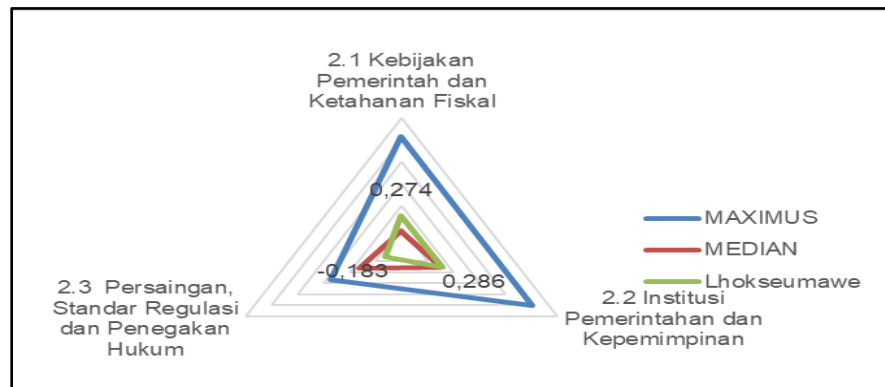 2.1 Kebijakan
Pemerintah dan
Ketahanan Fiskal
0,274
MAXIMUS
MEDIAN
Lhokseumawe
-0,183
0,286
2.3 Persaingan,
Standar Regulasi
dan Penegakan
Hukum
2.2 Institusi
Pemerintahan dan
Kepemimpinan